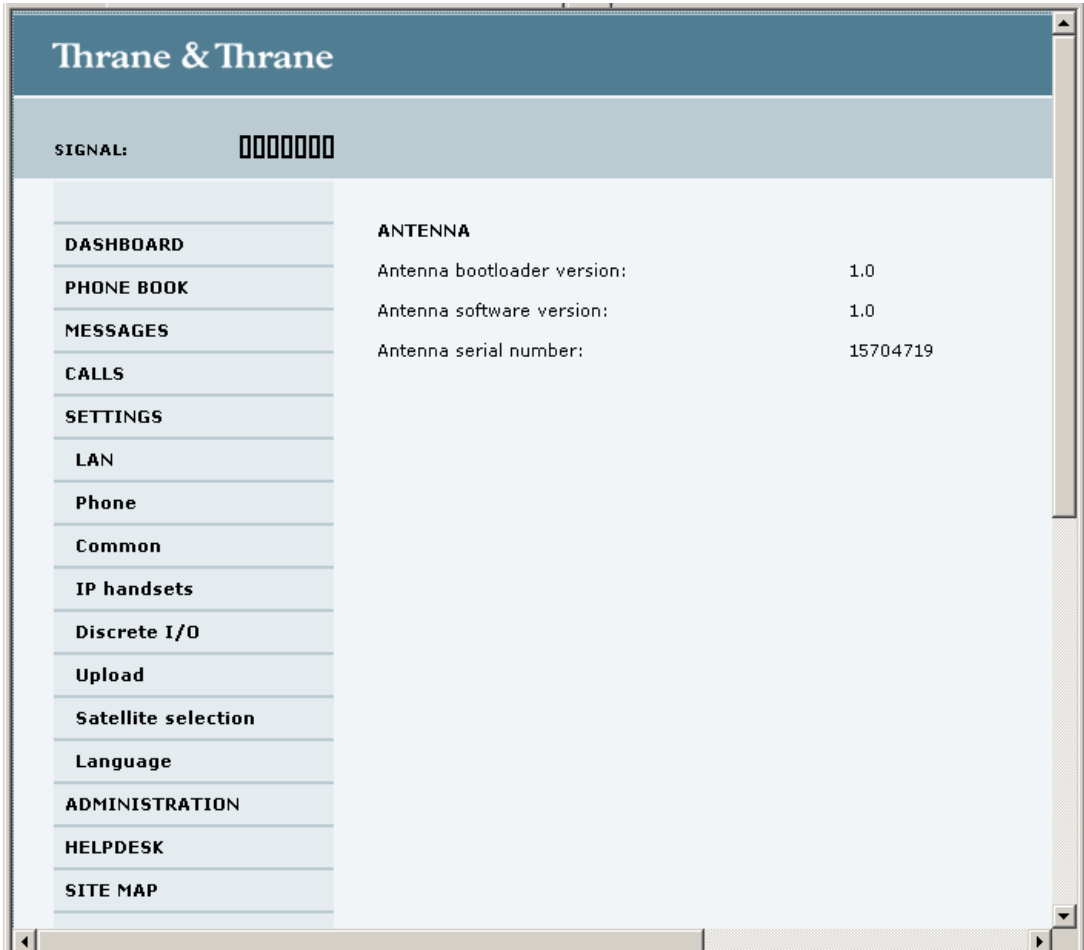 Thrane & Thrane
SIGNAL:
DASHBOARD
PHONE BOOK
MESSAGES
CALLS
SETTINGS
LAN
Phone
Common
IP handsets
Discrete I/O
Upload
Satellite selection
Language
ADMINISTRATION
HELPDESK
SITE MAP
ANTENNA
Antenna bootloader version: 1.0
Antenna software version: 1.0
Antenna serial number: 15704719